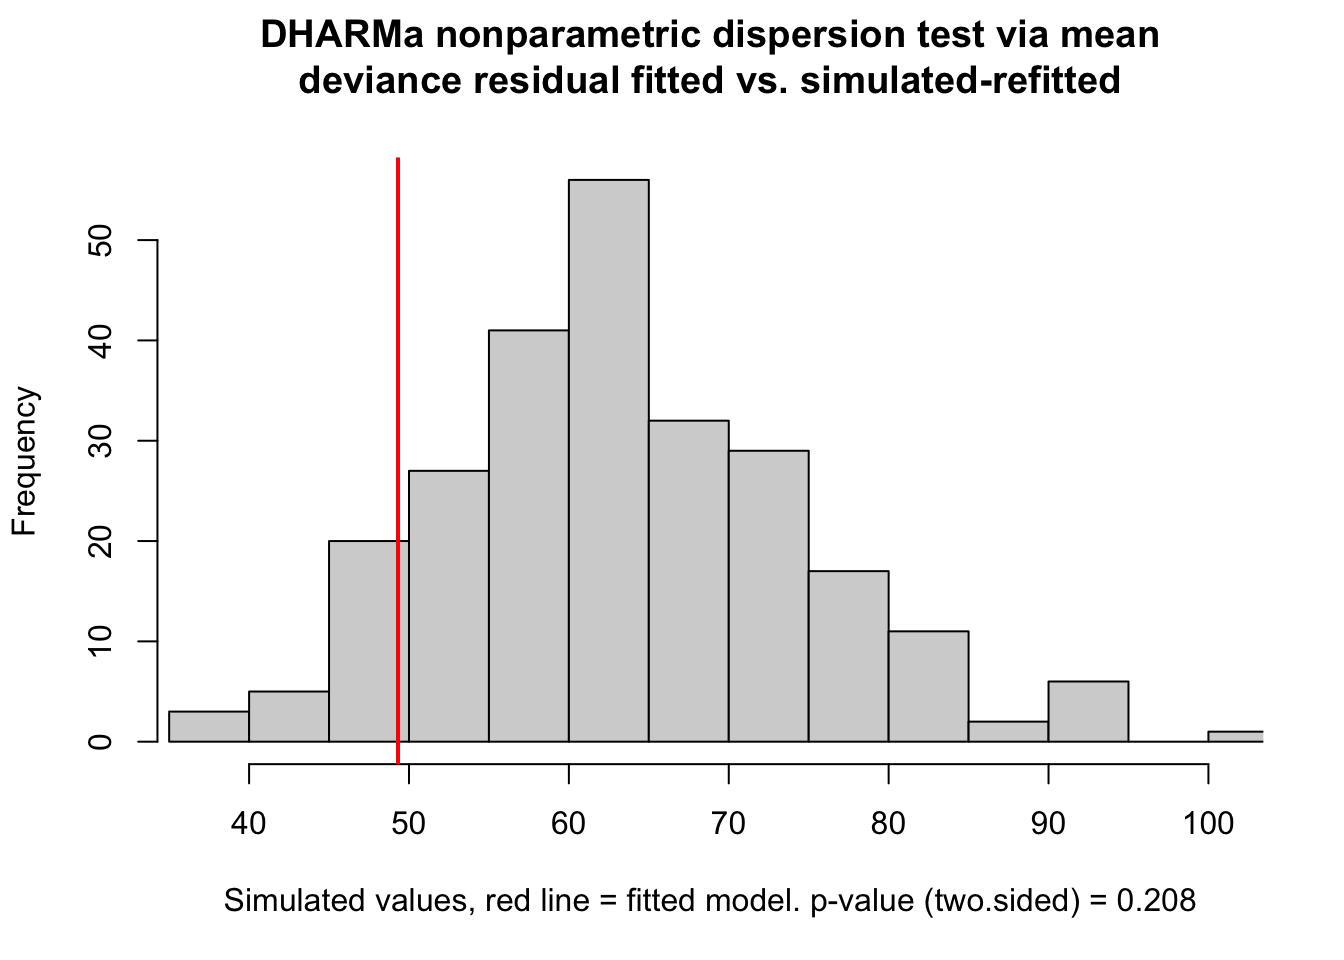 DHARMa nonparametric dispersion test via mean
deviance residual fitted vs. simulated-refitted
Frequency
50
40
30
20
10
0
40 50 60 70 80 90 100
Simulated values, red line = fitted model. p-value (two.sided) = 0.208